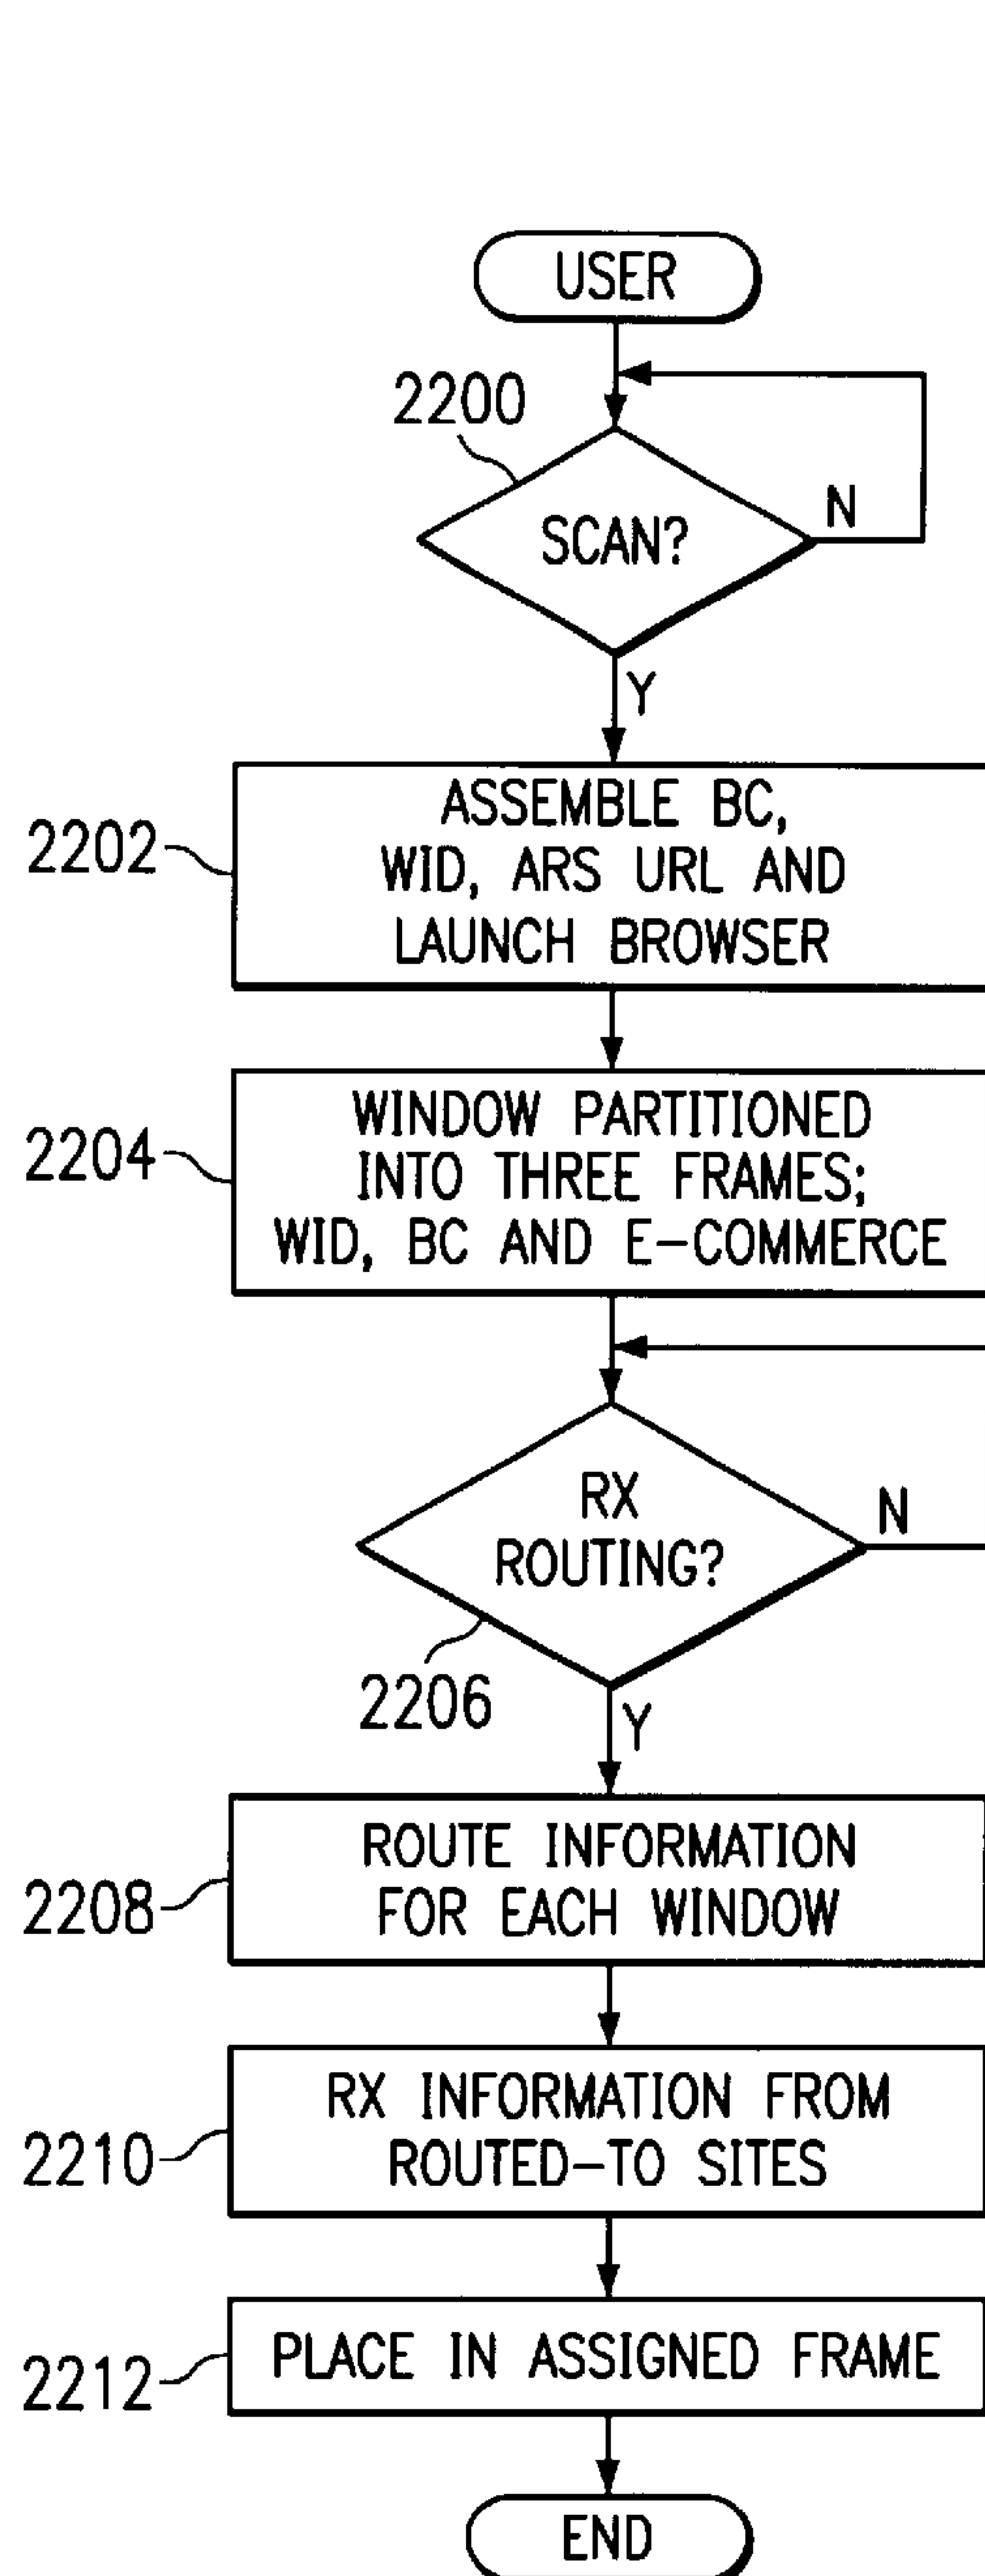 USER
2200
SCAN?
N
Y
2202
ASSEMBLE BC,
WID, ARS URL AND
LAUNCH BROWSER
2204
WINDOW PARTITIONED
INTO THREE FRAMES;
WID, BC AND E-COMMERCE
RX
ROUTING?
N
2206
Y
2208
ROUTE INFORMATION
FOR EACH WINDOW
2210
RX INFORMATION FROM
ROUTED-TO SITES
2212
PLACE IN ASSIGNED FRAME
END